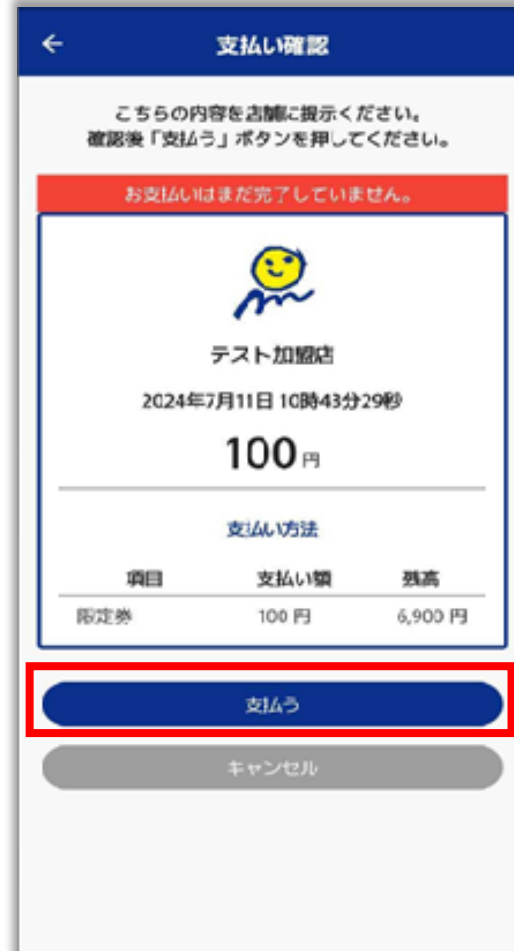 支払い確認
こちらの内容を店舗に提示ください。
確認後「支払う」ボタンを押してください。
お支払いはまだ完了していません。
テスト加盟店
2024年7月11日 10時43分29秒
100 円
支払い方法
項目 支払い額 残高
限定券 100 円 6,900 円
支払う
キャンセル